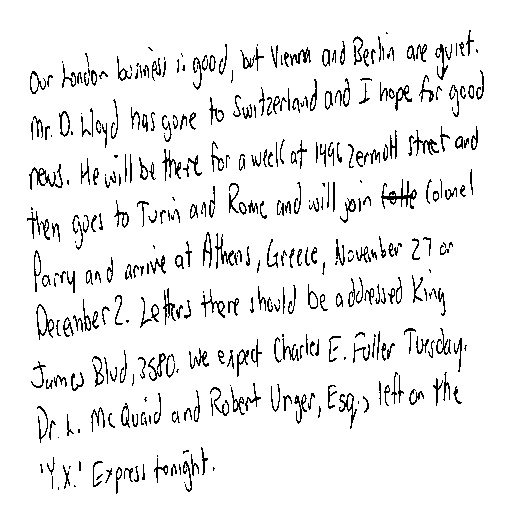 Our London business is good, but Vienna and Berlin are quiet.
Mr. D. Lloyd has gone to Switzerland and I hope for good
news. He will be there for a week at 1496 Zermott street and
then goes to Turin and Rome and will join Colonel
Parry and arrive at Athens, Greece, November 27 or
December 2. Letters there should be addressed King
James Blvd, 3580. We expect Charles E. Fuller Tuesday.
Dr. L. McQuaid and Robert Unger, Esq., left on the
'Y.X.' Express tonight.